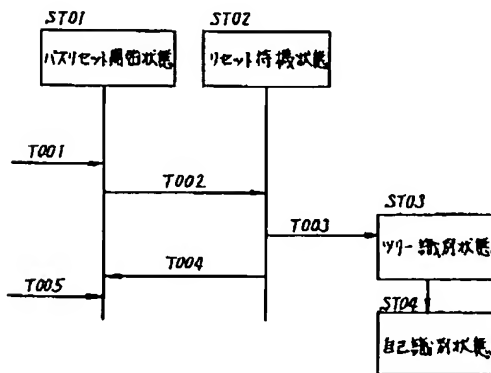 ST01
バスリセット開始状態
ST02
リセット待機状態
T001
T002
T003
ST03
ツリー識別状態
T004
T005
ST04
自己識別状態